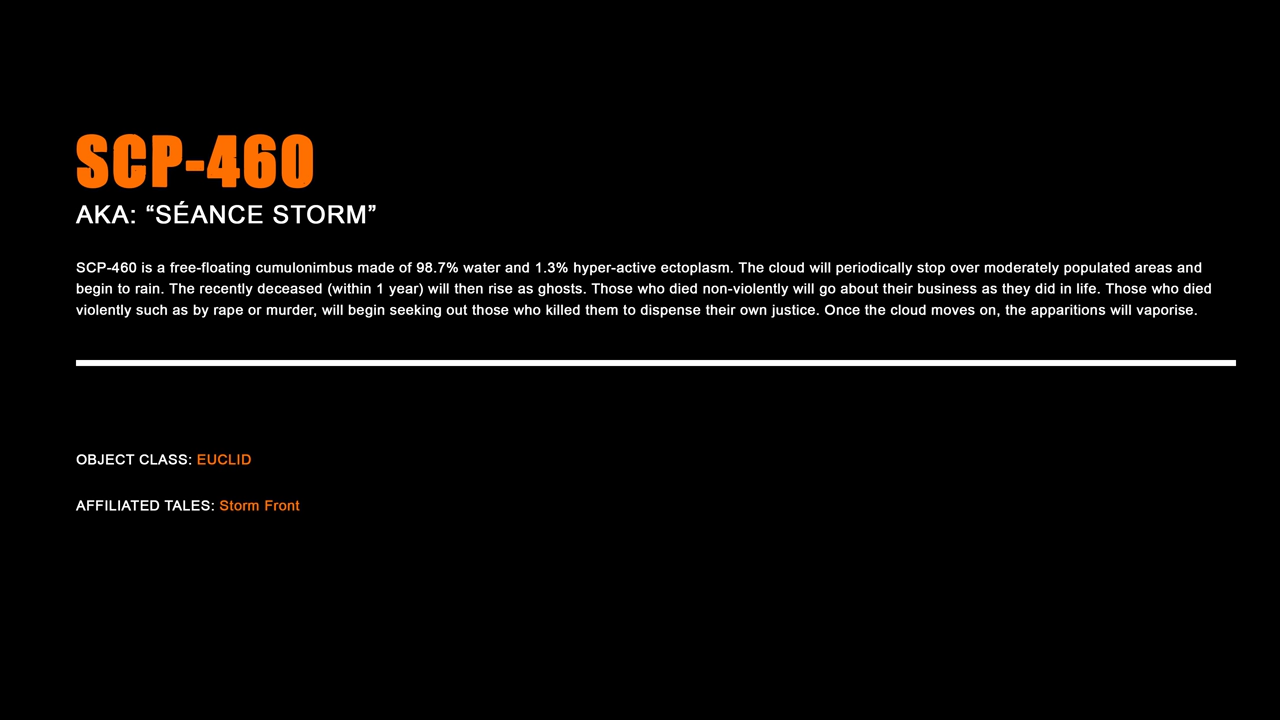 SCP-460
AKA: “SÉANCE STORM”
SCP-460 is a free-floating cumulonimbus made of 98.7% water and 1.3% hyper-active ectoplasm. The cloud will periodically stop over moderately populated areas and
begin to rain. The recently deceased (within 1 year) will then rise as ghosts. Those who died non-violently will go about their business as they did in life. Those who died
violently such as by rape or murder, will begin seeking out those who killed them to dispense their own justice. Once the cloud moves on, the apparitions will vaporise.
OBJECT CLASS: EUCLID
AFFILIATED TALES: Storm Front